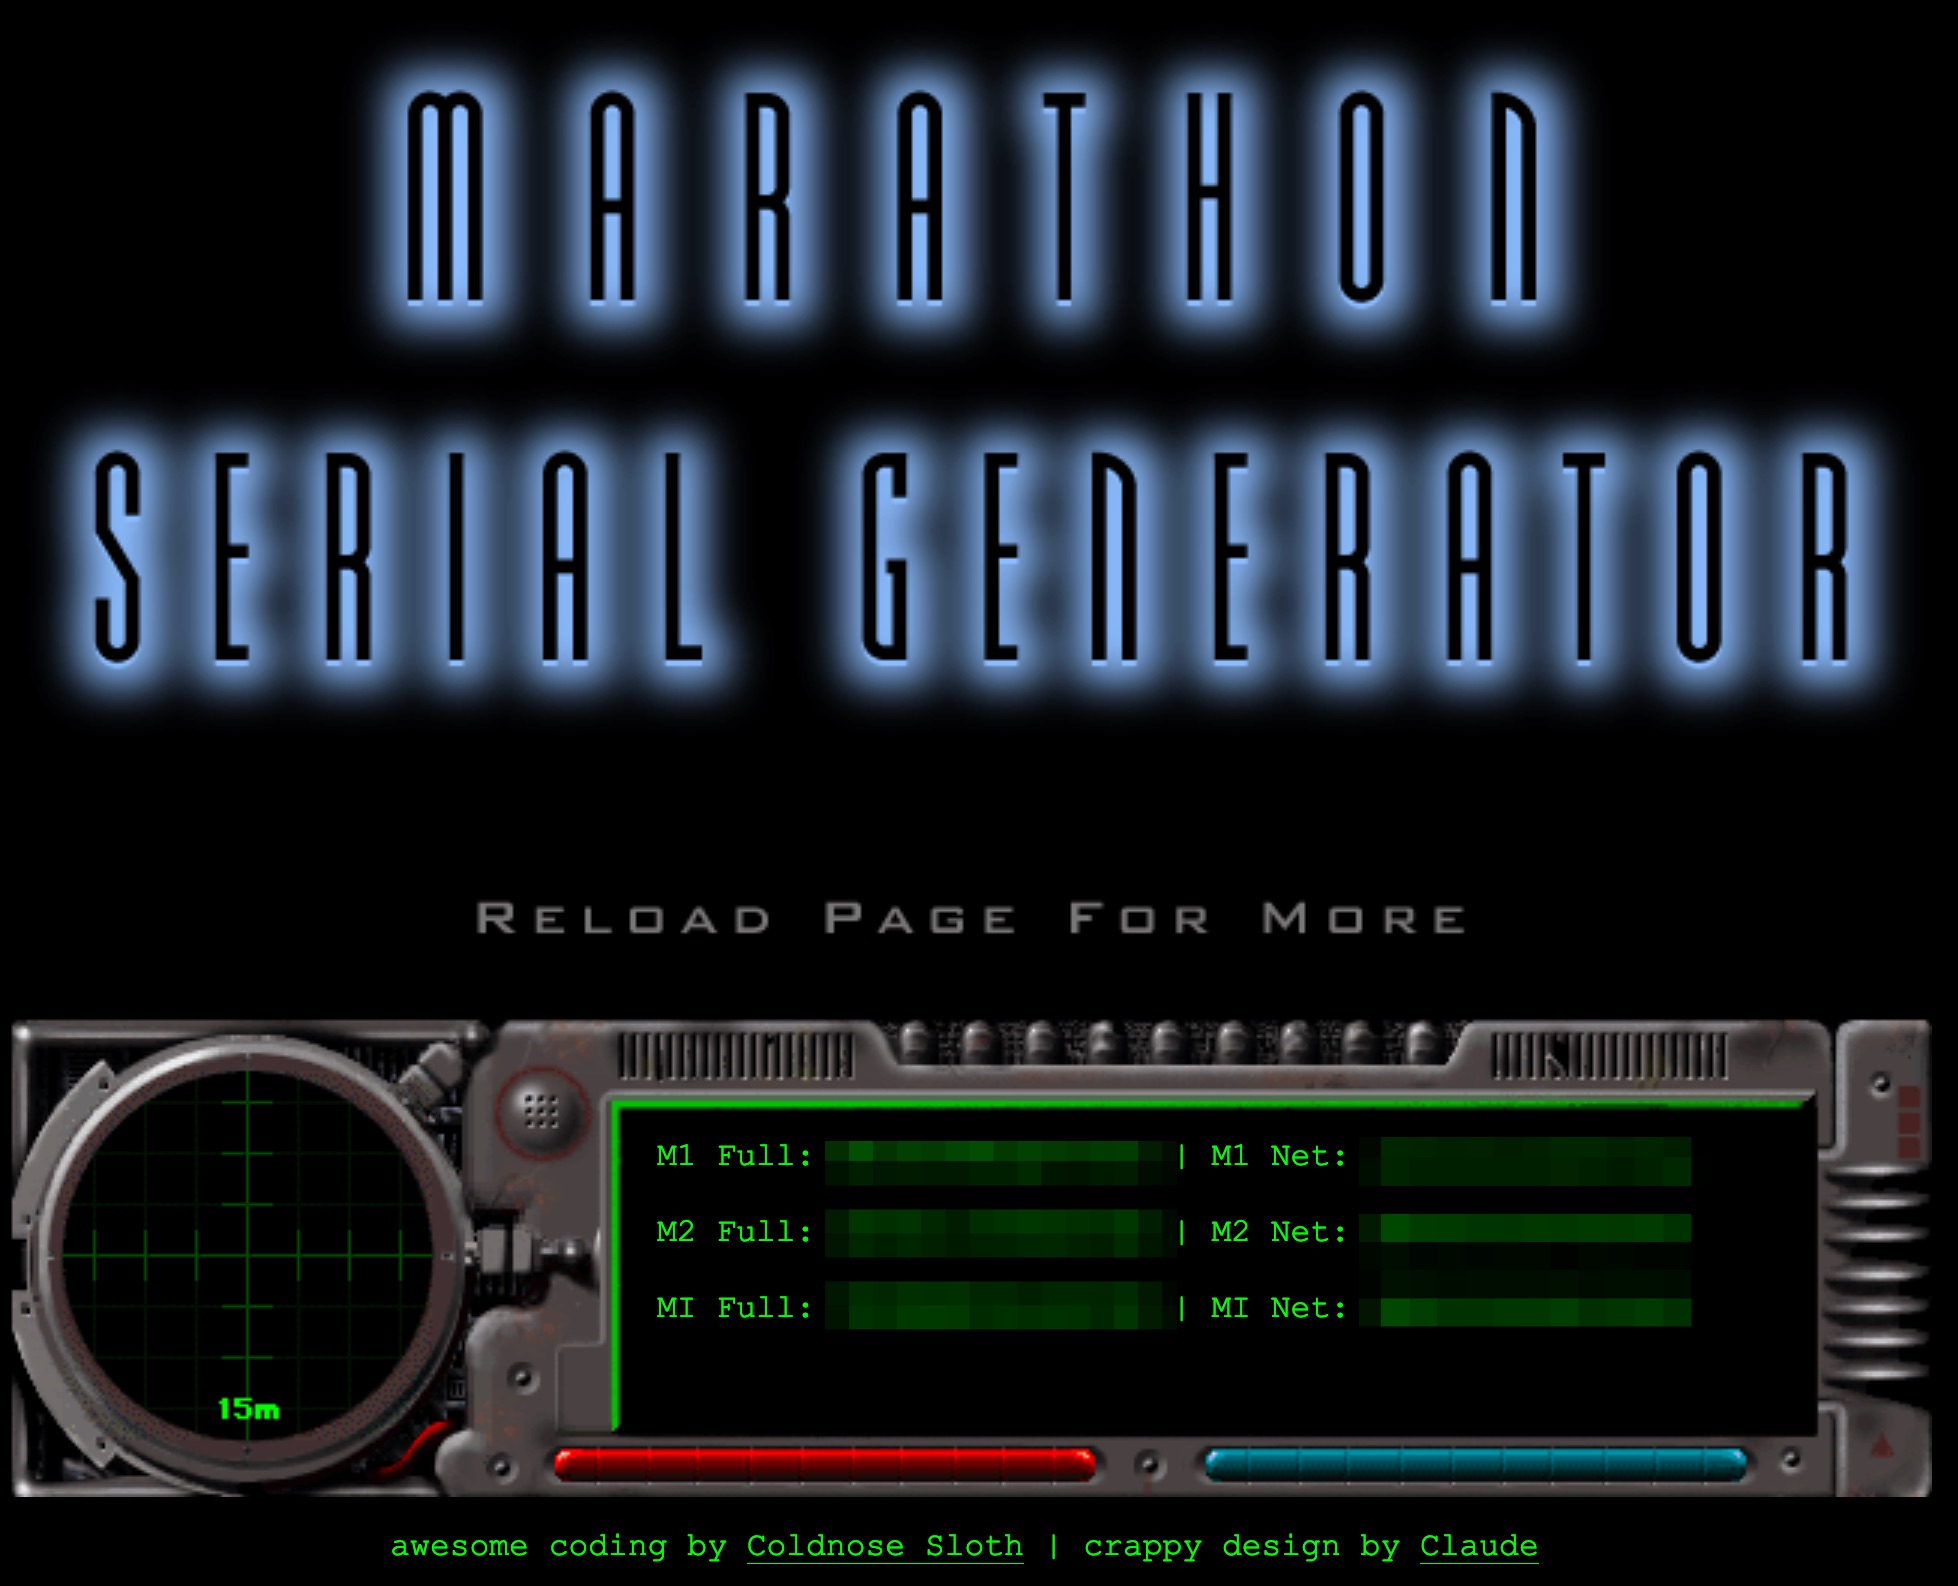 MARATHON
SERIAL GENERATOR
RELOAD PAGE FOR MORE
M1 Full: | M1 Net:
M2 Full: | M2 Net:
MI Full: | MI Net:
15m
awesome coding by Coldnose Sloth | crappy design by Claude